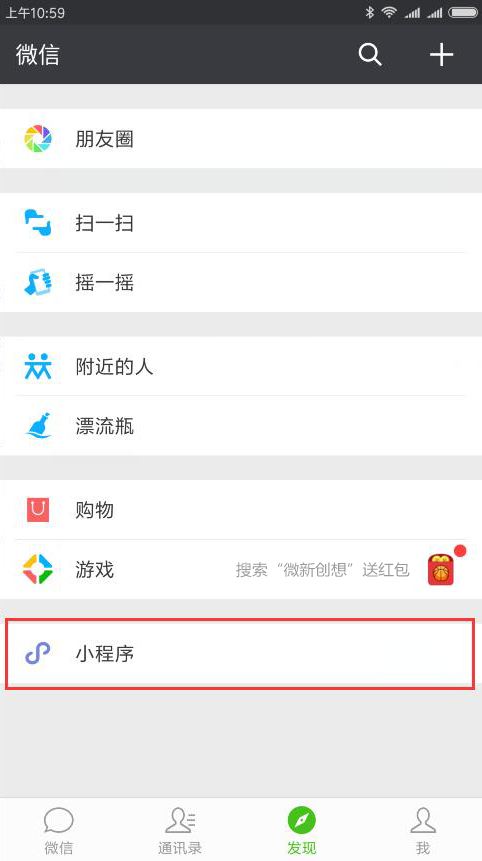 上午10:59
微信
朋友圈
扫一扫
摇一摇
附近的人
漂流瓶
购物
游戏 搜索“微新创想”送红包
小程序
微信 通讯录 发现 我